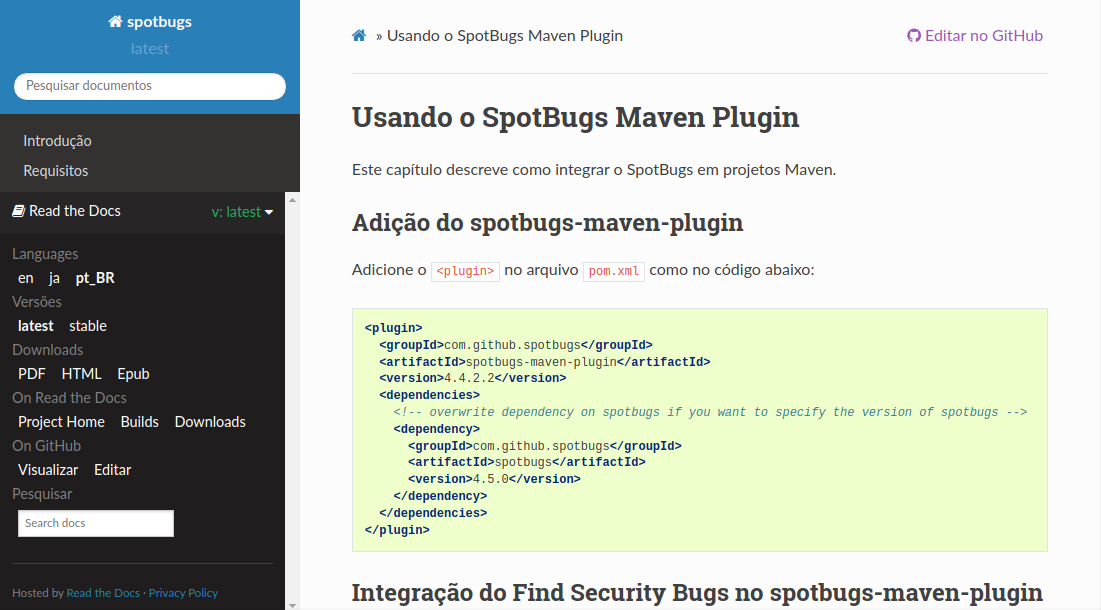 spotbugs
latest
Pesquisar documentos
Introdução
Requisitos
Read the Docs v: latest
Languages
en ja pt_BR
Versões
latest stable
Downloads
PDF HTML Epub
On Read the Docs
Project Home Builds Downloads
On GitHub
Visualizar Editar
Pesquisar
Search docs
Hosted by Read the Docs · Privacy Policy
» Usando o SpotBugs Maven Plugin Editar no GitHub
Usando o SpotBugs Maven Plugin
Este capítulo descreve como integrar o SpotBugs em projetos Maven.
Adição do spotbugs-maven-plugin
Adicione o <plugin> no arquivo pom.xml como no código abaixo:
<plugin>
  <groupId>com.github.spotbugs</groupId>
  <artifactId>spotbugs-maven-plugin</artifactId>
  <version>4.4.2.2</version>
  <dependencies>
    <!-- overwrite dependency on spotbugs if you want to specify the version of spotbugs -->
    <dependency>
      <groupId>com.github.spotbugs</groupId>
      <artifactId>spotbugs</artifactId>
      <version>4.5.0</version>
    </dependency>
  </dependencies>
</plugin>
Integração do Find Security Bugs no spotbugs-maven-plugin